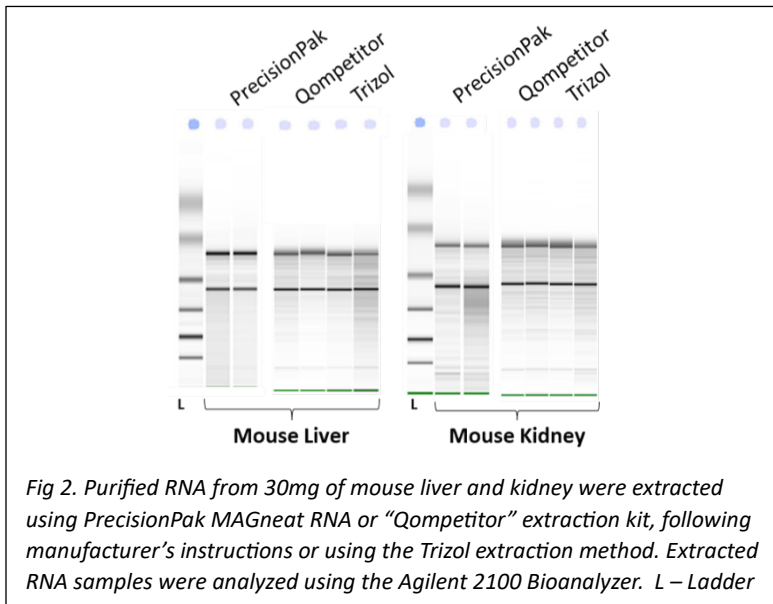 PrecisionPak Qompetitor Trizol PrecisionPak Qompetitor Trizol
L L
Mouse Liver Mouse Kidney
Fig 2. Purified RNA from 30mg of mouse liver and kidney were extracted
using PrecisionPak MAGneat RNA or “Qompetitor” extraction kit, following
manufacturer’s instructions or using the Trizol extraction method. Extracted
RNA samples were analyzed using the Agilent 2100 Bioanalyzer. L – Ladder